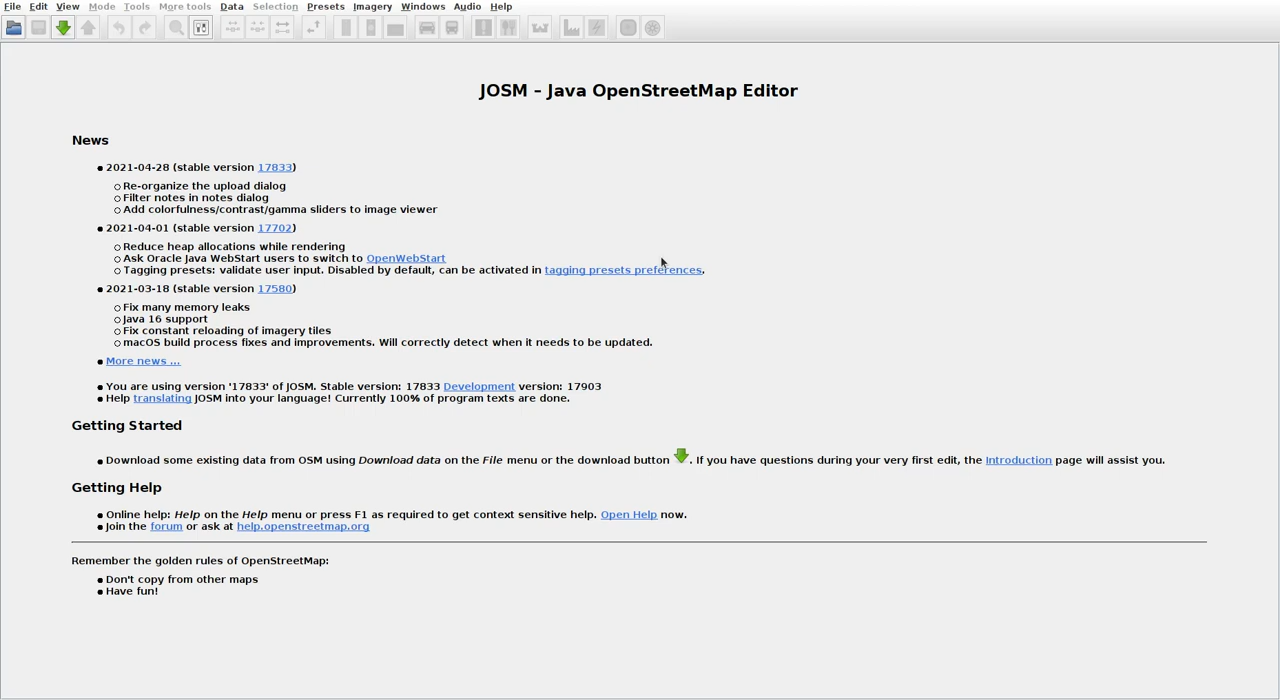 File Edit View Mode Tools More tools Data Selection Presets Imagery Windows Audio Help
JOSM – Java OpenStreetMap Editor
News
2021-04-28 (stable version 17833)
Re-organize the upload dialog
Filter notes in notes dialog
Add colorfulness/contrast/gamma sliders to image viewer
2021-04-01 (stable version 17702)
Reduce heap allocations while rendering
Ask Oracle Java WebStart users to switch to OpenWebStart
Tagging presets: validate user input. Disabled by default, can be activated in tagging presets preferences.
2021-03-18 (stable version 17580)
Fix many memory leaks
Java 16 support
Fix constant reloading of imagery tiles
macOS build process fixes and improvements. Will correctly detect when it needs to be updated.
More news ...
You are using version '17833' of JOSM. Stable version: 17833 Development version: 17903
Help translating JOSM into your language! Currently 100% of program texts are done.
Getting Started
Download some existing data from OSM using Download data on the File menu or the download button . If you have questions during your very first edit, the Introduction page will assist you.
Getting Help
Online help: Help on the Help menu or press F1 as required to get context sensitive help. Open Help now.
Join the forum or ask at help.openstreetmap.org
Remember the golden rules of OpenStreetMap:
Don't copy from other maps
Have fun!